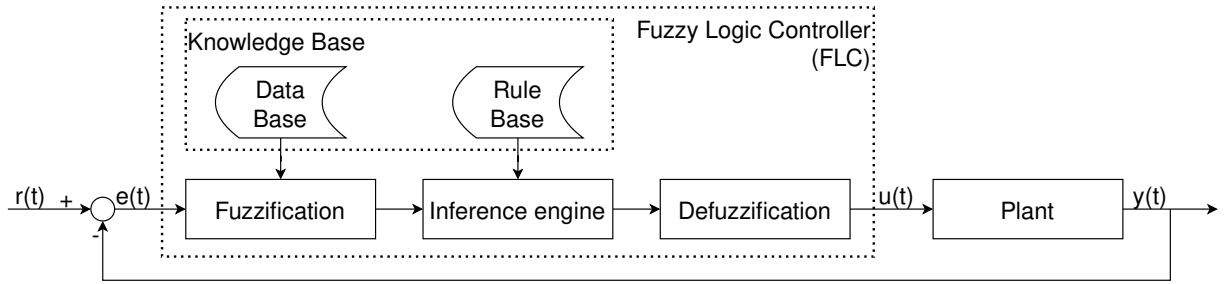 Fuzzy Logic Controller
(FLC)
Knowledge Base
Data
Base
Rule
Base
r(t)
+
-
e(t)
Fuzzification
Inference engine
Defuzzification
u(t)
Plant
y(t)